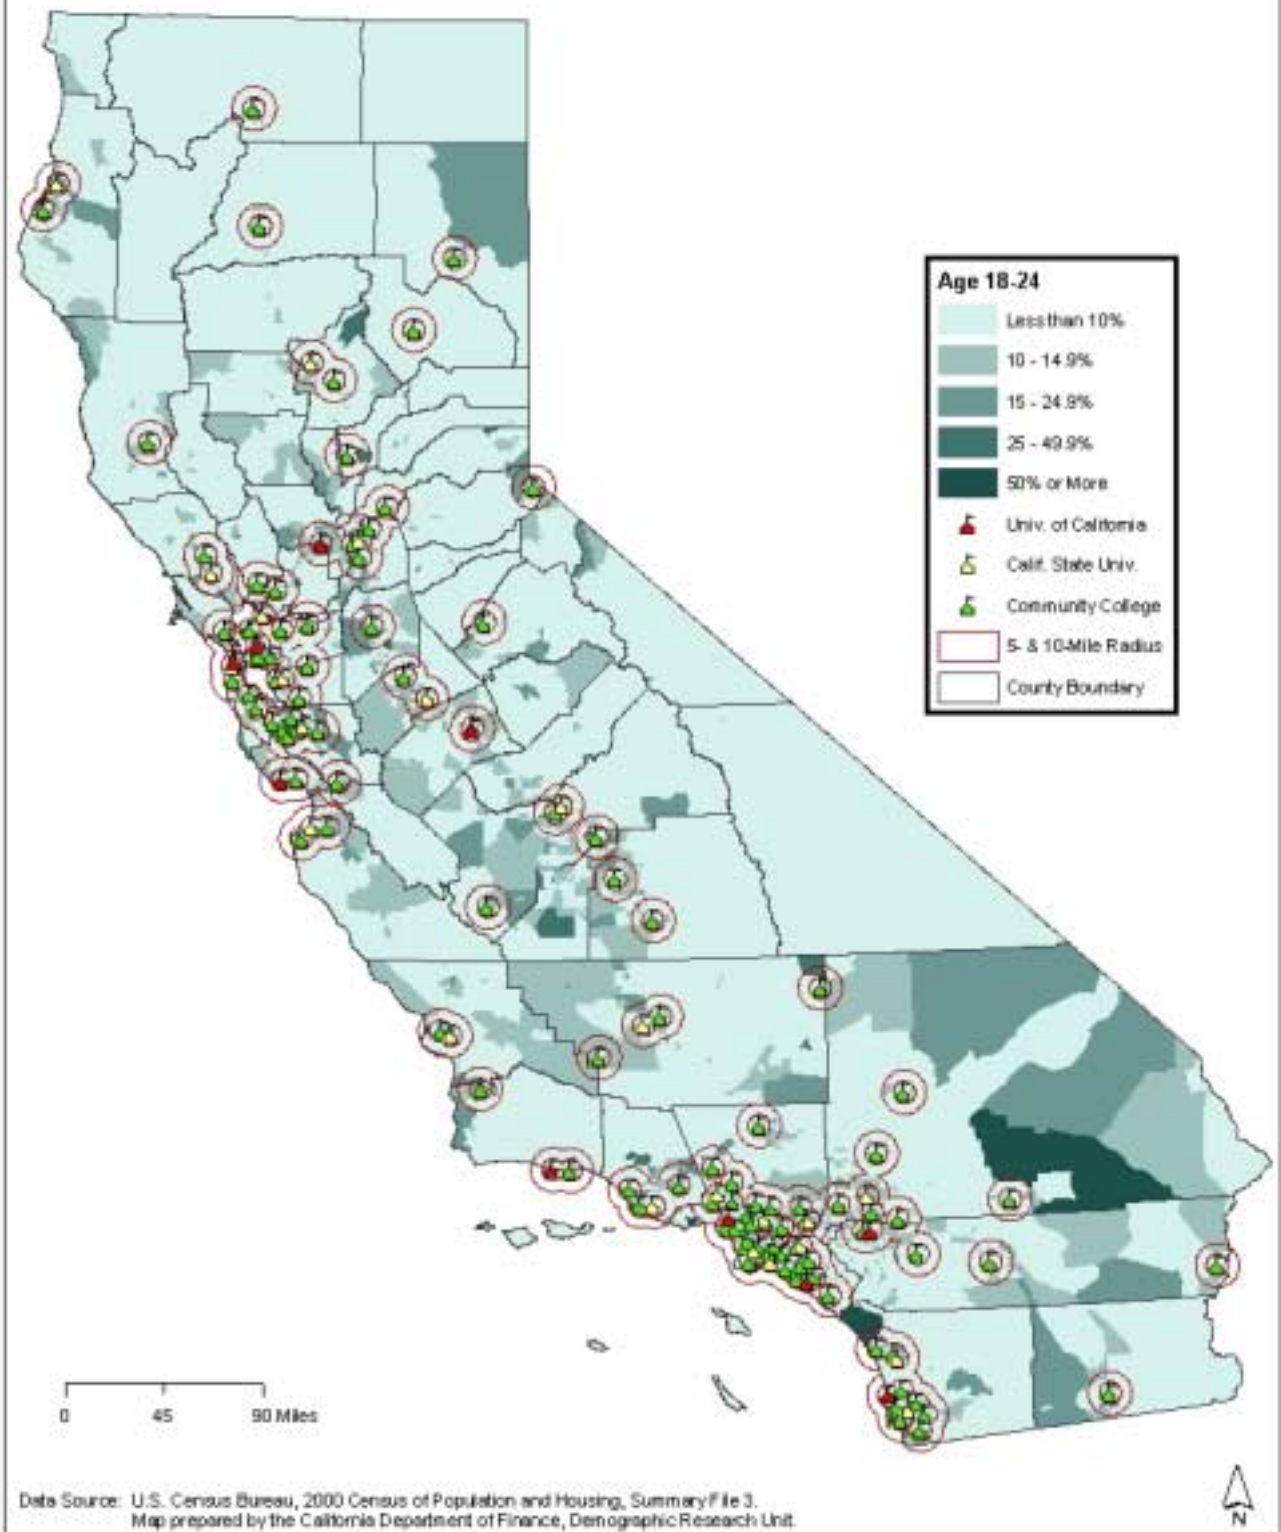 Age 18-24
Less than 10%
10 - 14.9%
15 - 24.9%
25 - 49.9%
50% or More
Univ. of California
Calif. State Univ.
Community College
5- & 10-Mile Radius
County Boundary
0 45 90 Miles
Data Source: U.S. Census Bureau, 2000 Census of Population and Housing, Summary File 3.
Map prepared by the California Department of Finance, Demographic Research Unit.
N